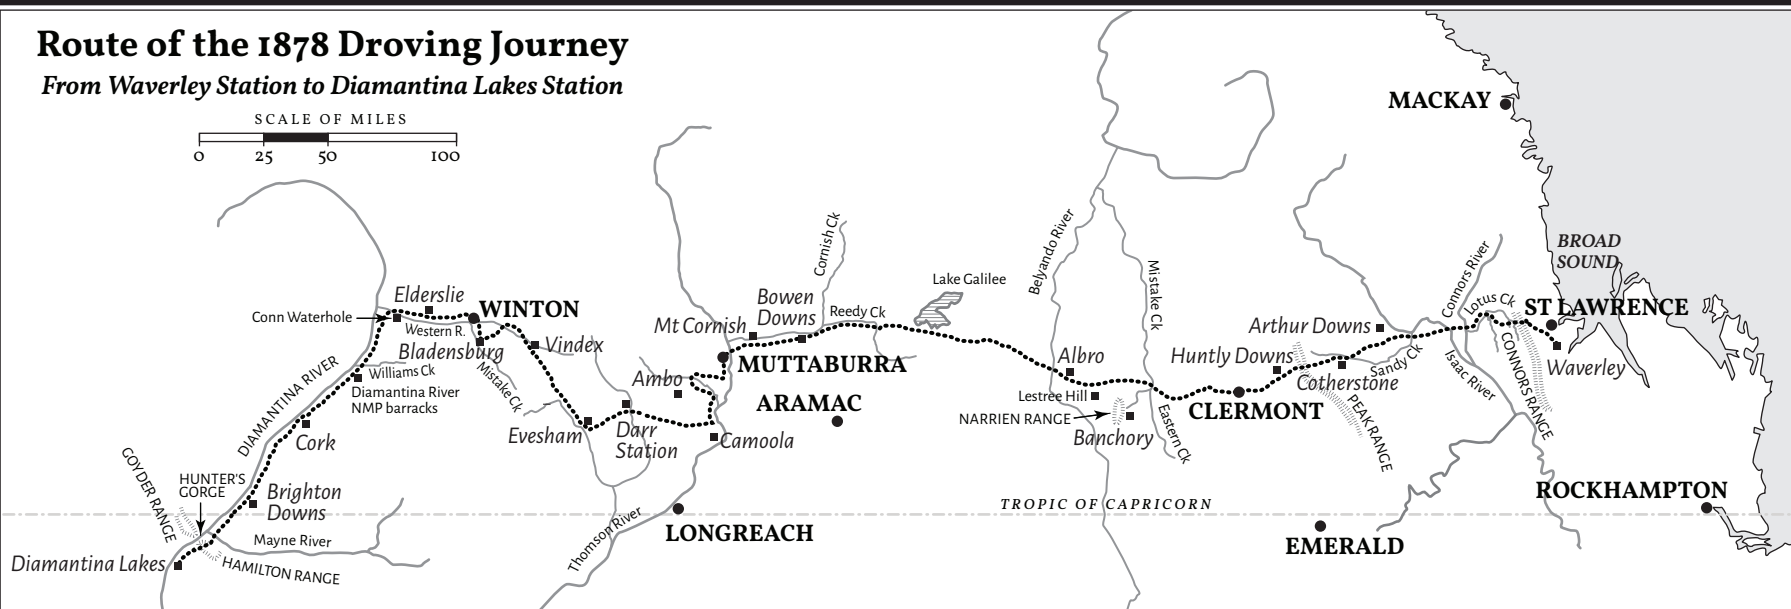 Route of the 1878 Droving Journey
From Waverley Station to Diamantina Lakes Station
SCALE OF MILES
0 25 50 100
MACKAY
BROAD
SOUND
ST LAWRENCE
Waverley
Connors River
Lotus Ck
CONNORS RANGE
Isaac River
Sandy Ck
Arthur Downs
Huntly Downs
Cotherstone
PEAK RANGE
CLERMONT
Mistake Ck
Belyando River
Eastern Ck
Albro
Lestree Hill
NARRIEN RANGE
Banchory
Lake Galilee
Cornish Ck
Reedy Ck
Bowen
Downs
Mt Cornish
MUTTABURRA
ARAMAC
Ambo
Camoola
Darr
Station
Evesham
Vindex
WINTON
Elderslie
Conn Waterhole
Western R.
Bladensburg
Mistake Ck
Williams Ck
Diamantina River
NMP barracks
DIAMANTINA RIVER
Cork
HUNTER'S
GORGE
GOYDER RANGE
Brighton
Downs
Mayne River
HAMILTON RANGE
Diamantina Lakes
Thomson River
LONGREACH
TROPIC OF CAPRICORN
EMERALD
ROCKHAMPTON